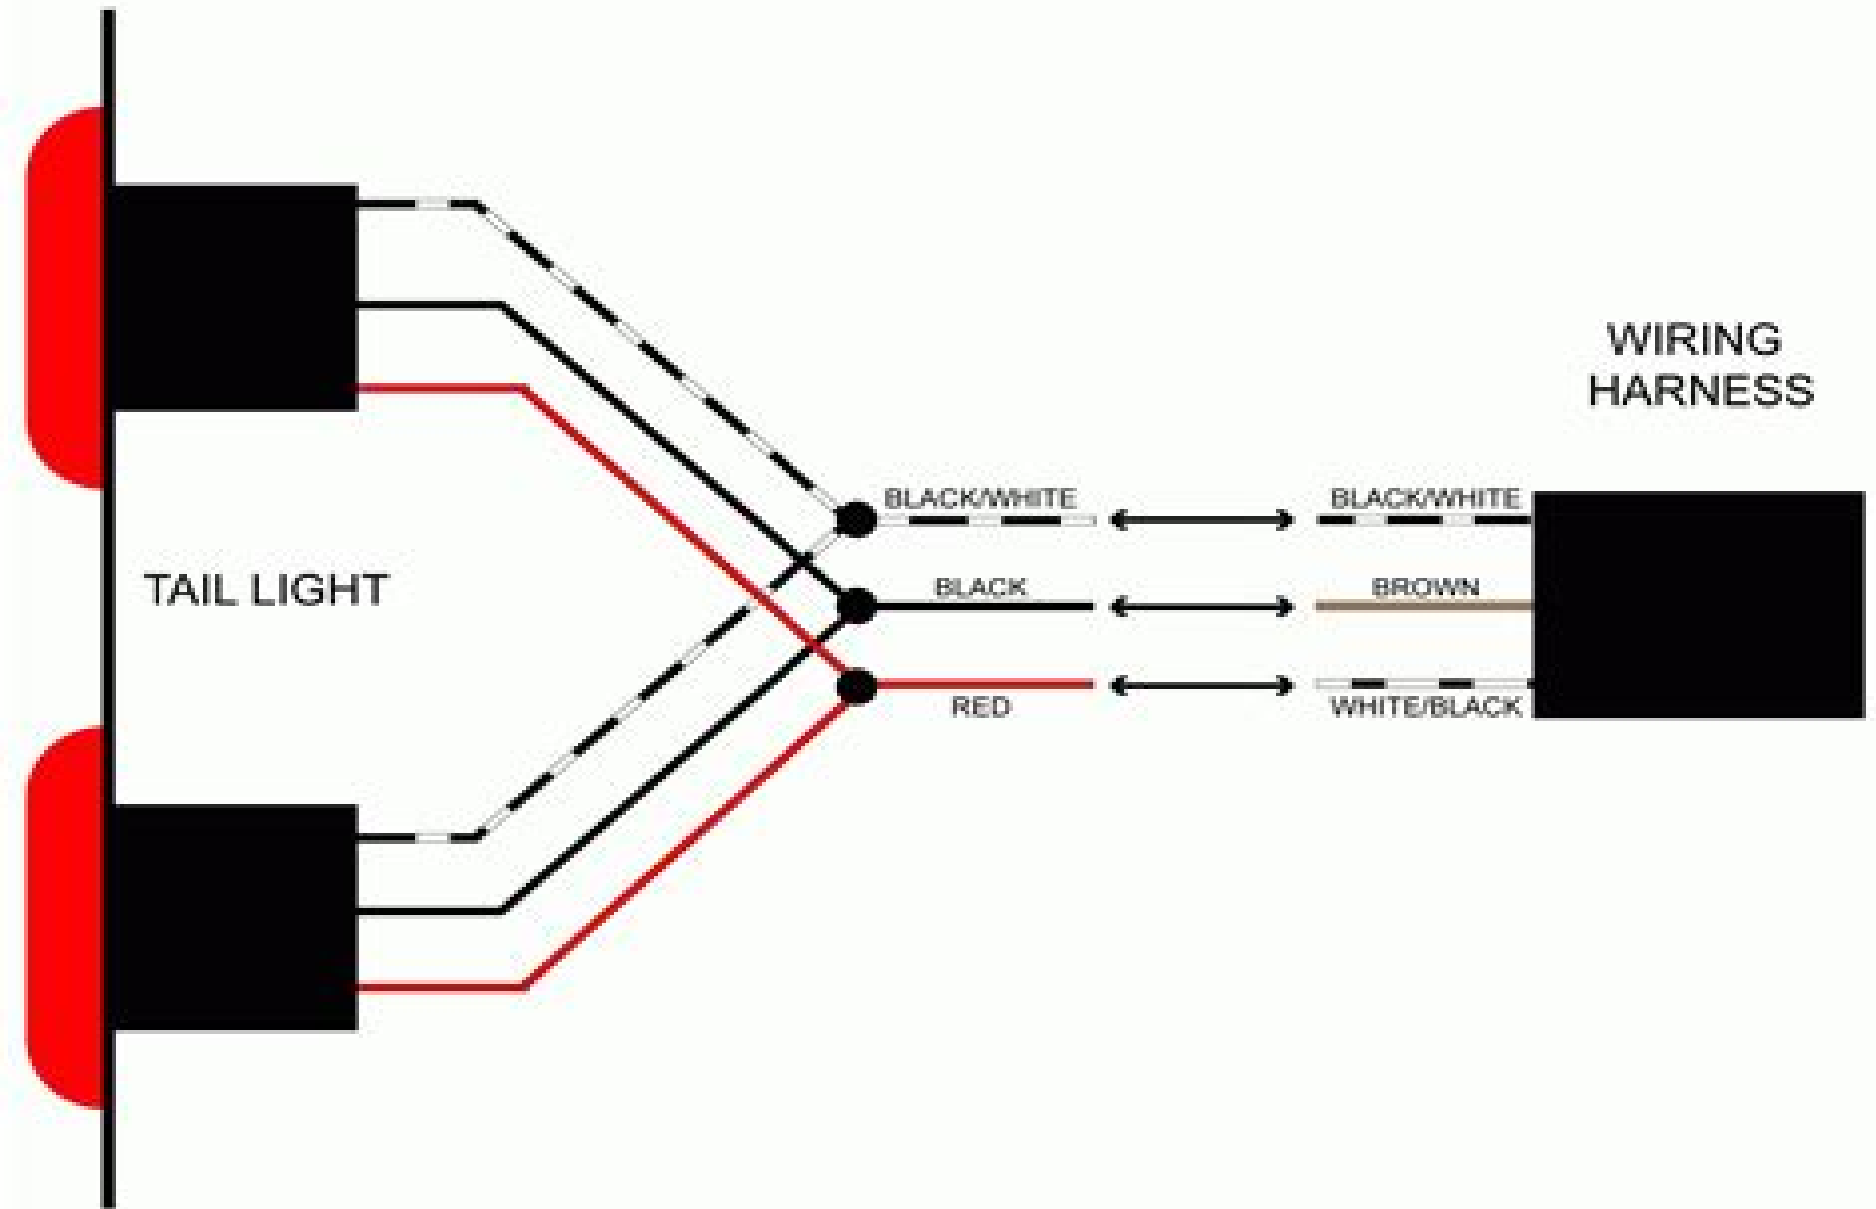 WIRING
HARNESS
BLACK/WHITE
BLACK/WHITE
TAIL LIGHT
BLACK
BROWN
RED
WHITE/BLACK